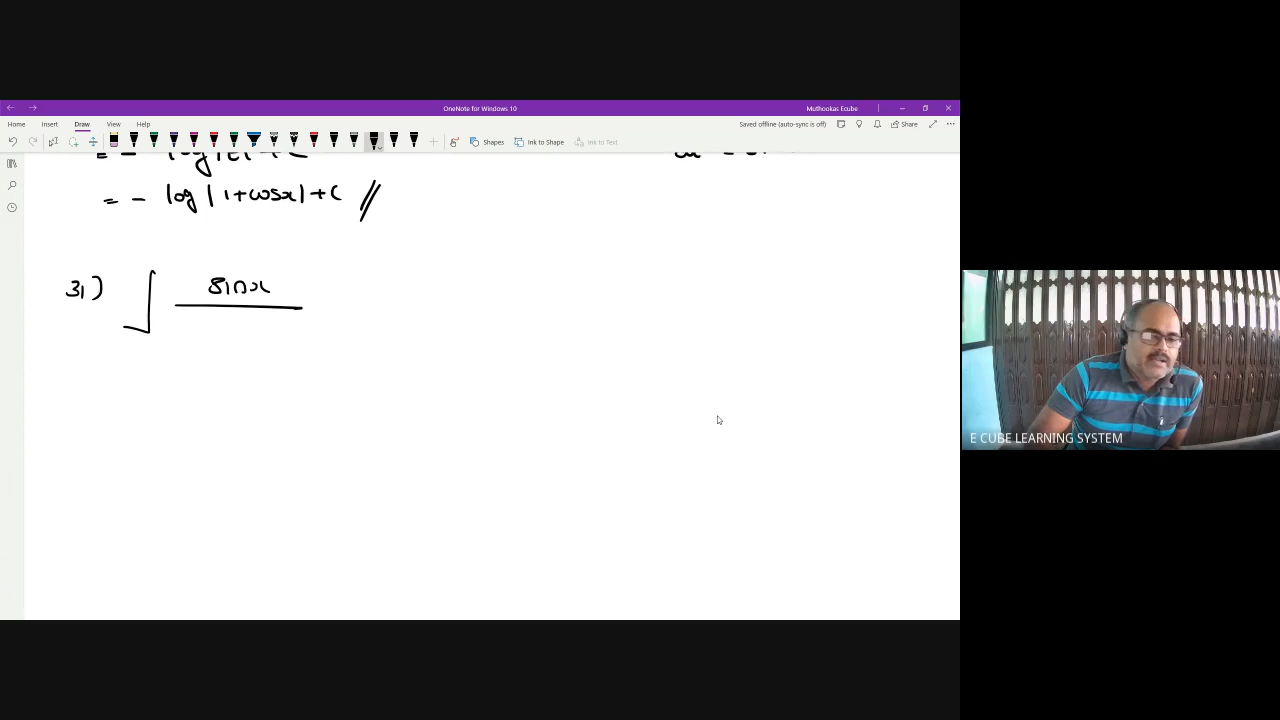 OneNote for Windows 10
Muthookas Ecube
Home Insert Draw View Help
Saved offline (auto-sync is off) Share
Shapes Ink to Shape Ink to Text
= - log |t| + C
= - log |1+cosx| + C //
31) ∫ sinx
E CUBE LEARNING SYSTEM